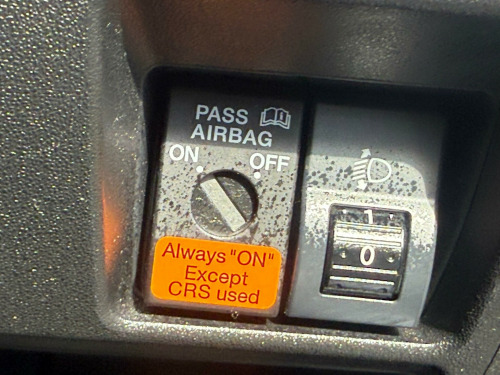 PASS
AIRBAG
ON OFF
Always "ON"
Except
CRS used
1
0